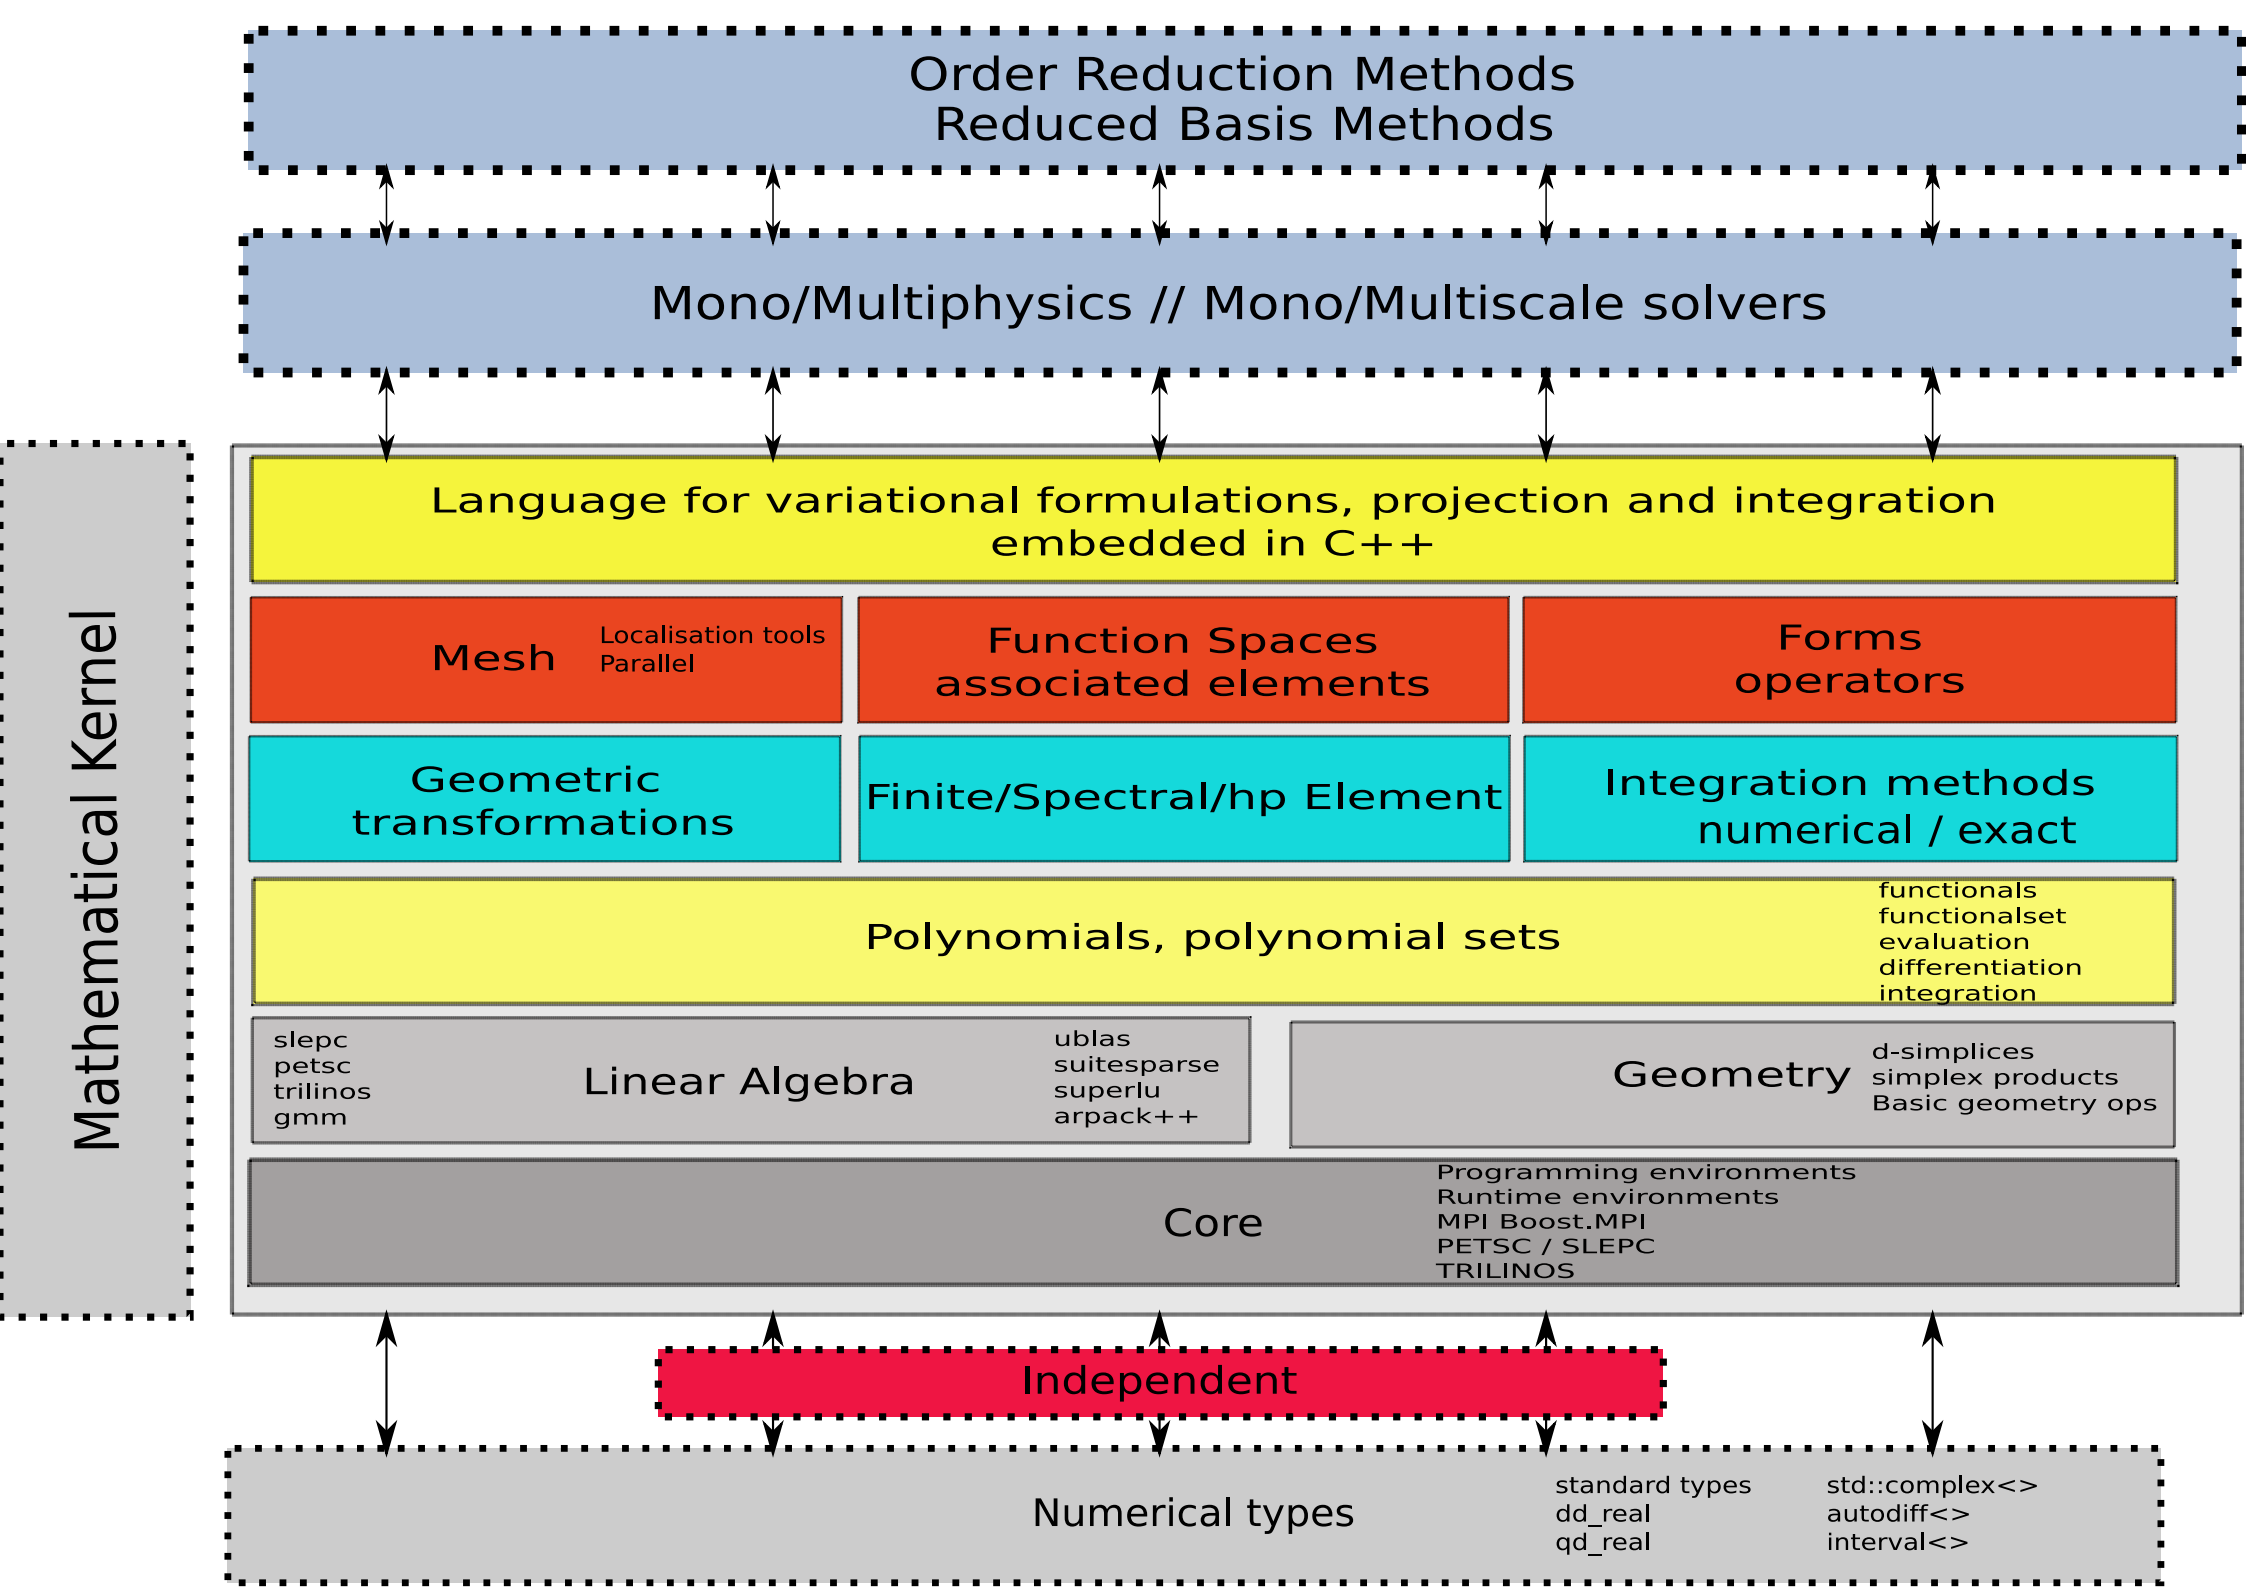 Order Reduction Methods
Reduced Basis Methods
Mono/Multiphysics // Mono/Multiscale solvers
Mathematical Kernel
Language for variational formulations, projection and integration
embedded in C++
Mesh
Localisation tools
Parallel
Function Spaces
associated elements
Forms
operators
Geometric
transformations
Finite/Spectral/hp Element
Integration methods
numerical / exact
Polynomials, polynomial sets
functionals
functionalset
evaluation
differentiation
integration
slepc
petsc
trilinos
gmm
Linear Algebra
ublas
suitesparse
superlu
arpack++
Geometry
d-simplices
simplex products
Basic geometry ops
Core
Programming environments
Runtime environments
MPI Boost.MPI
PETSC / SLEPC
TRILINOS
Independent
Numerical types
standard types
dd_real
qd_real
std::complex<>
autodiff<>
interval<>